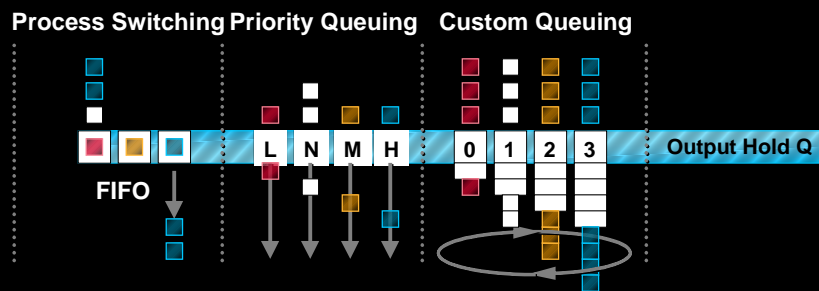 Process Switching
Priority Queuing
Custom Queuing
L N M H
0 1 2 3
Output Hold Q
FIFO